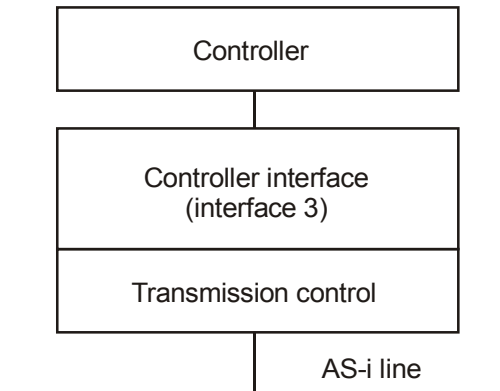 Controller
Controller interface
(interface 3)
Transmission control
AS-i line